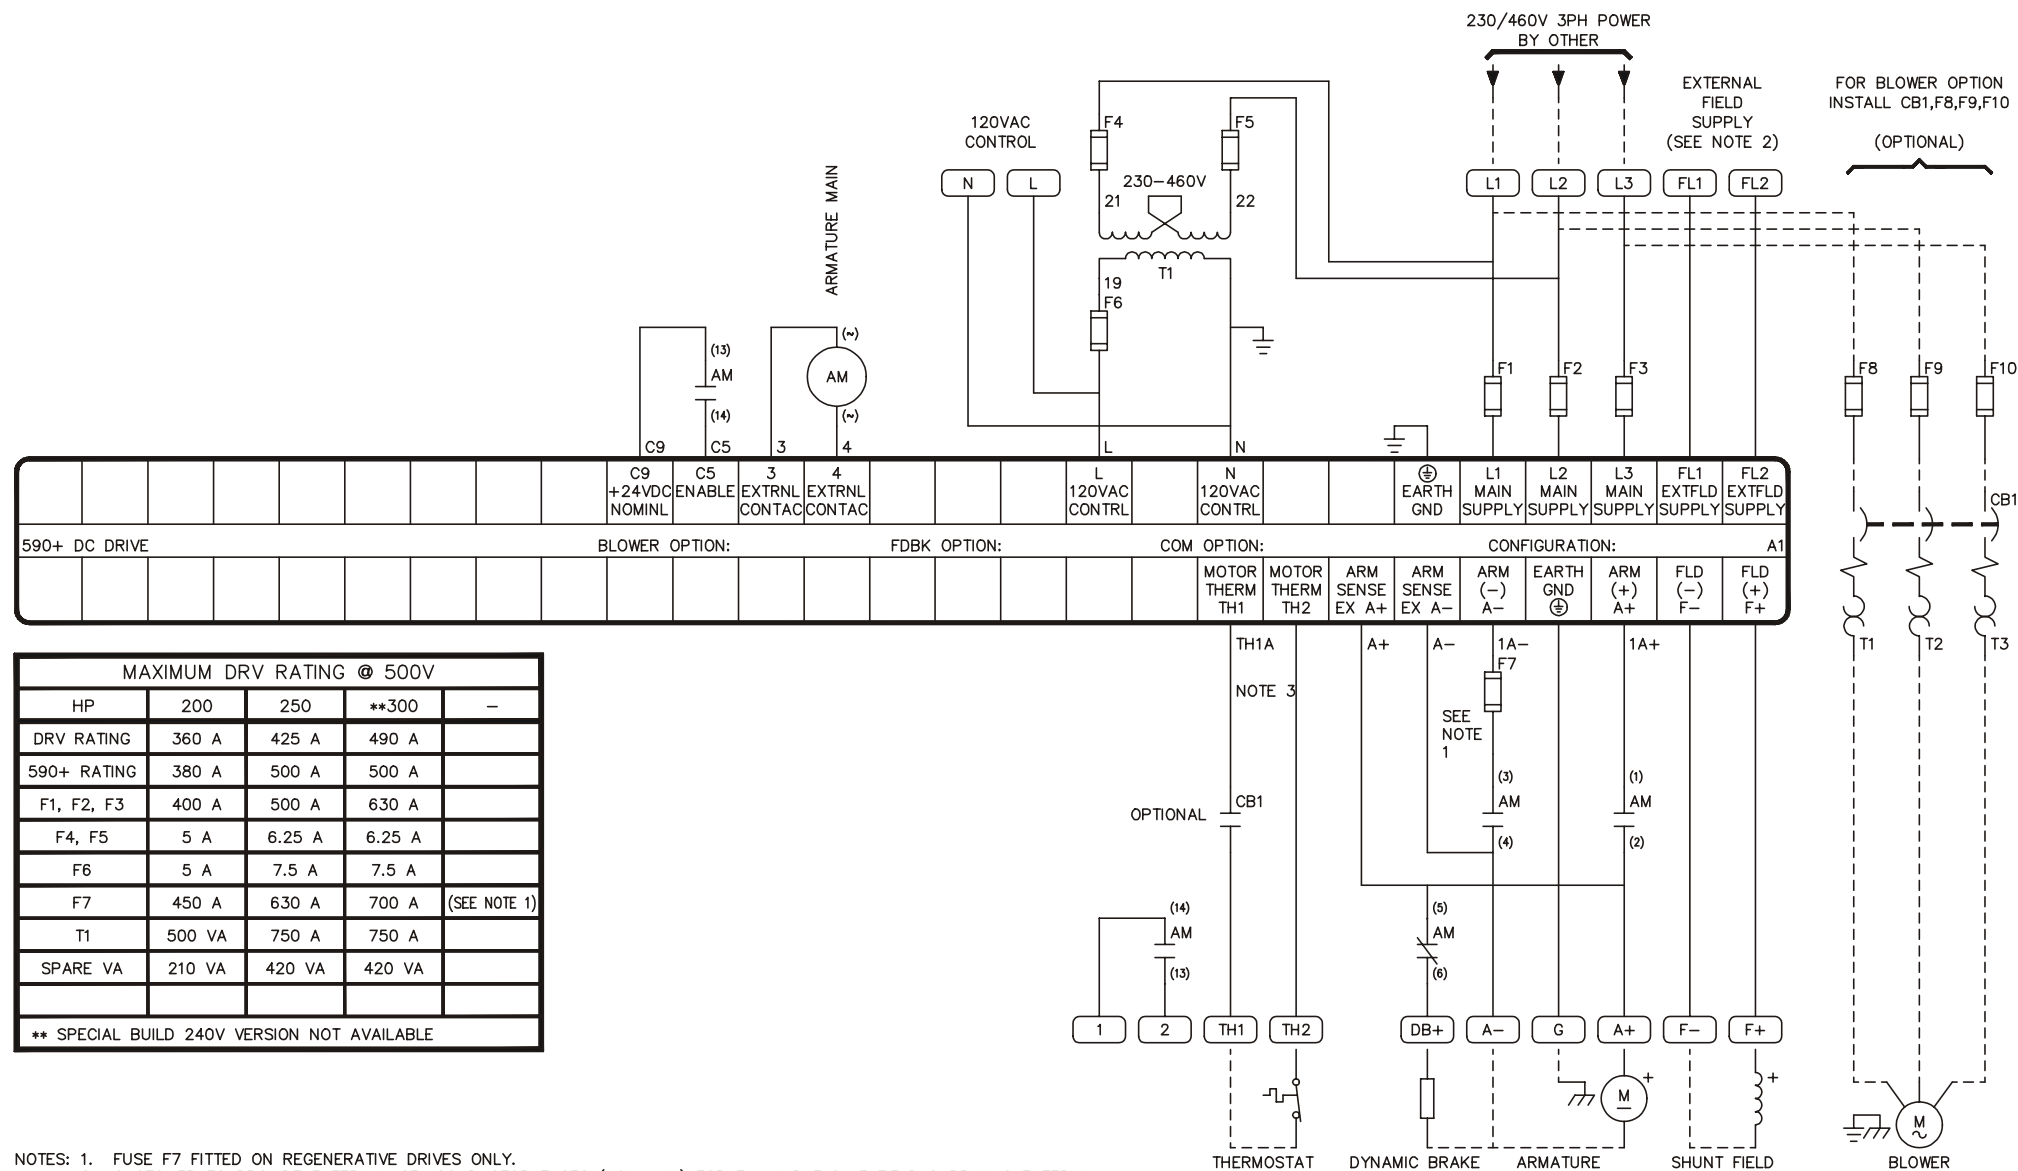 230/460V 3PH POWER
BY OTHER
EXTERNAL
FIELD
SUPPLY
(SEE NOTE 2)
FOR BLOWER OPTION
INSTALL CB1,F8,F9,F10
(OPTIONAL)
120VAC
CONTROL
F4
F5
230-460V
21
22
N
L
L1
L2
L3
FL1
FL2
ARMATURE MAIN
T1
19
F6
(~)
(13)
AM
(14)
AM
(~)
F1
F2
F3
F8
F9
F10
C9
C5
3
4
L
N
C9
+24VDC
NOMINL
C5
ENABLE
3
EXTRNL
CONTAC
4
EXTRNL
CONTAC
L
120VAC
CONTRL
N
120VAC
CONTRL
EARTH
GND
L1
MAIN
SUPPLY
L2
MAIN
SUPPLY
L3
MAIN
SUPPLY
FL1
EXTFLD
SUPPLY
FL2
EXTFLD
SUPPLY
CB1
590+ DC DRIVE
BLOWER OPTION:
FDBK OPTION:
COM OPTION:
CONFIGURATION:
A1
MOTOR
THERM
TH1
MOTOR
THERM
TH2
ARM
SENSE
EX A+
ARM
SENSE
EX A-
ARM
(-)
A-
EARTH
GND
ARM
(+)
A+
FLD
(-)
F-
FLD
(+)
F+
TH1A
A+
A-
1A-
1A+
T1
T2
T3
F7
NOTE 3
SEE
NOTE
1
(3)
AM
(4)
(1)
AM
(2)
OPTIONAL
CB1
MAXIMUM DRV RATING @ 500V
HP 200 250 **300 -
DRV RATING 360 A 425 A 490 A
590+ RATING 380 A 500 A 500 A
F1, F2, F3 400 A 500 A 630 A
F4, F5 5 A 6.25 A 6.25 A
F6 5 A 7.5 A 7.5 A
F7 450 A 630 A 700 A (SEE NOTE 1)
T1 500 VA 750 A 750 A
SPARE VA 210 VA 420 VA 420 VA
** SPECIAL BUILD 240V VERSION NOT AVAILABLE
(14)
AM
(13)
(5)
AM
(6)
1
2
TH1
TH2
DB+
A-
G
A+
F-
F+
M
+
+
M
~
THERMOSTAT
DYNAMIC BRAKE
ARMATURE
SHUNT FIELD
BLOWER
NOTES: 1. FUSE F7 FITTED ON REGENERATIVE DRIVES ONLY.